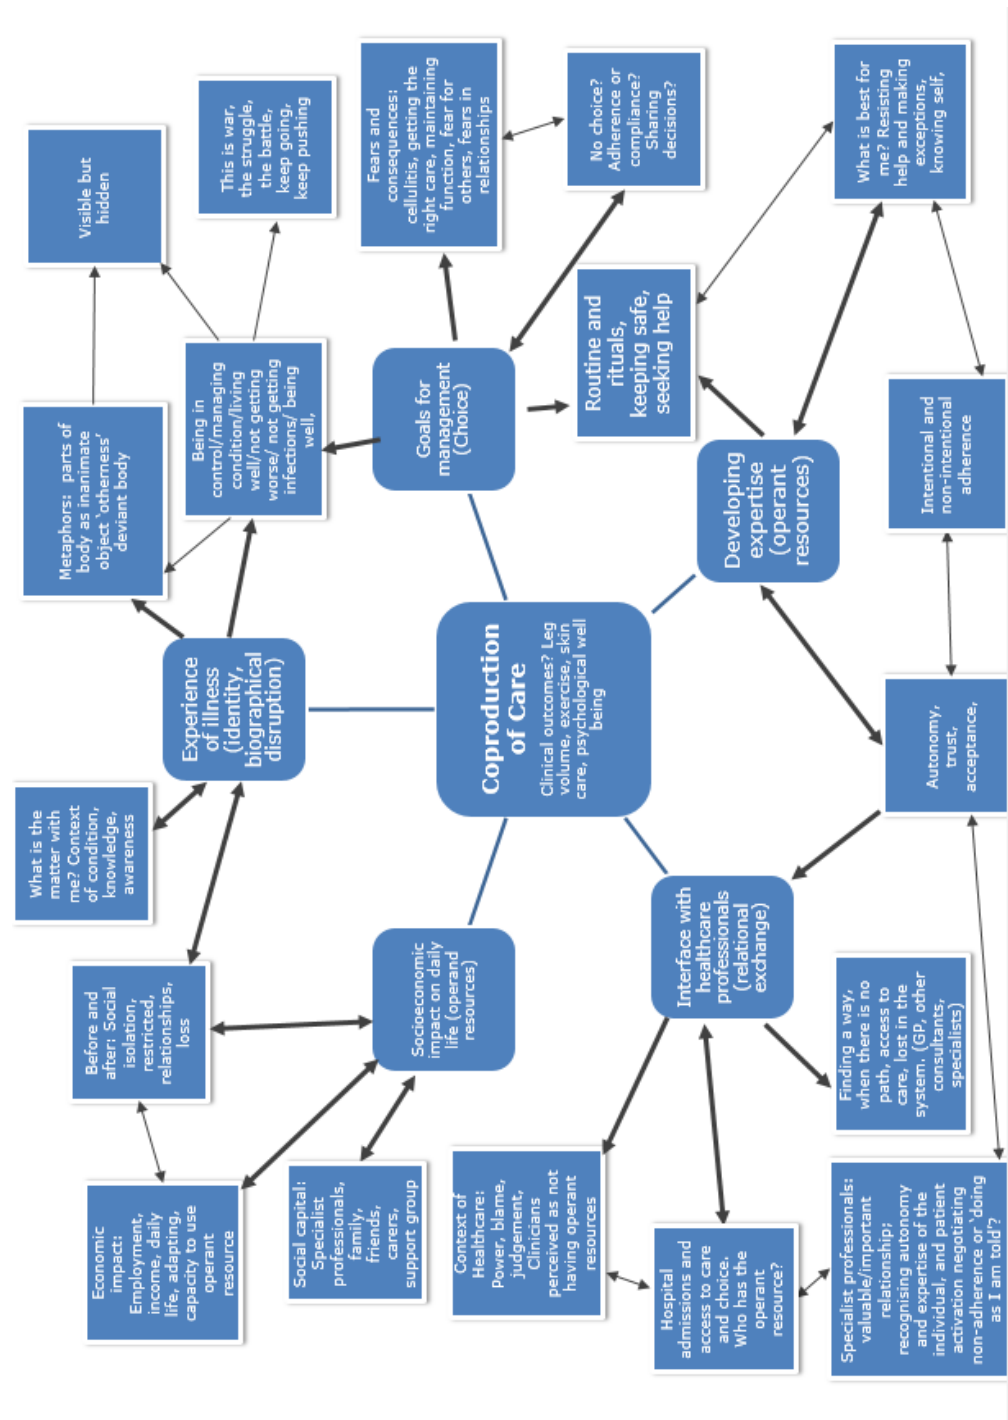 Economic
impact:
Employment,
income, daily
life, adapting,
capacity to use
operant
resource
Before and
after: Social
isolation,
restricted,
relationships,
loss
What is the
matter with
me? Context
of condition,
knowledge,
awareness
Metaphors: parts of
body as inanimate
object 'otherness'
deviant body
Visible but
hidden
Social capital:
Specialist
professionals,
family,
friends,
carers,
support group
Experience
of illness
(identity,
biographical
disruption)
Being in
control/managing
condition/living
well/not getting
worse/ not getting
infections/ being
well,
This is war,
the struggle,
the battle,
keep going,
keep pushing
Socioeconomic
impact on daily
life (operand
resources)
Goals for
management
(Choice)
Fears and
consequences:
cellulitis, getting the
right care, maintaining
function, fear for
others, fears in
relationships
Context of
Healthcare:
Power, blame,
judgement,
Clinicians
perceived as not
having operant
resources
Coproduction
of Care
Clinical outcomes? Leg
volume, exercise, skin
care, psychological well
being
Routine and
rituals,
keeping safe,
seeking help
No choice?
Adherence or
compliance?
Sharing
decisions?
Hospital
admissions and
access to care
and choice.
Who has the
operant
resource?
Interface with
healthcare
professionals
(relational
exchange)
Developing
expertise
(operant
resources)
Specialist professionals:
valuable/important
relationship;
recognising autonomy
and expertise of the
individual, and patient
activation negotiating
non-adherence or 'doing
as I am told'?
Finding a way,
when there is no
path, access to
care, lost in the
system. (GP, other
consultants,
specialists)
Autonomy,
trust,
acceptance,
Intentional and
non-intentional
adherence
What is best for
me? Resisting
help and making
exceptions,
knowing self,